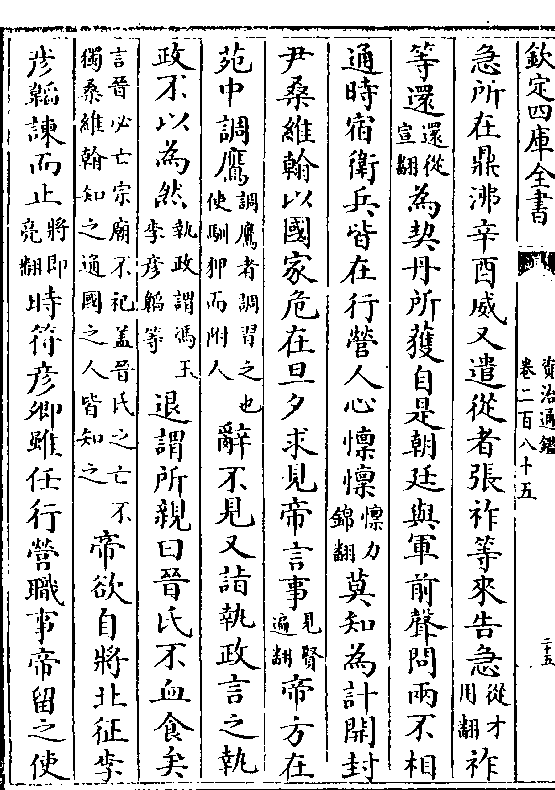 欽定四庫全書
資治通鑑
卷二百八十五
二十五
急所在鼎沸辛酉威又遣從者張祚等來告急從才用翻祚
等還還從宣翻為契丹所獲自是朝廷與軍前聲問兩不相
通時宿衛兵皆在行營人心懍懍懍力錦翻莫知為計開封
尹桑維翰以國家危在旦夕求見帝言事見賢遍翻帝方在
苑中調鷹調鷹者調習之也使馴狎而附人辭不見又詣執政言之執
政不以為然執政謂馮玉李彥韜等退謂所親曰晉氏不血食矣
言晉必亡宗廟不祀蓋晉氏之亡不獨桑維翰知之通國之人皆知之帝欲自將北征李
彥韜諫而止將即亮翻時符彥卿雖任行營職事帝留之使